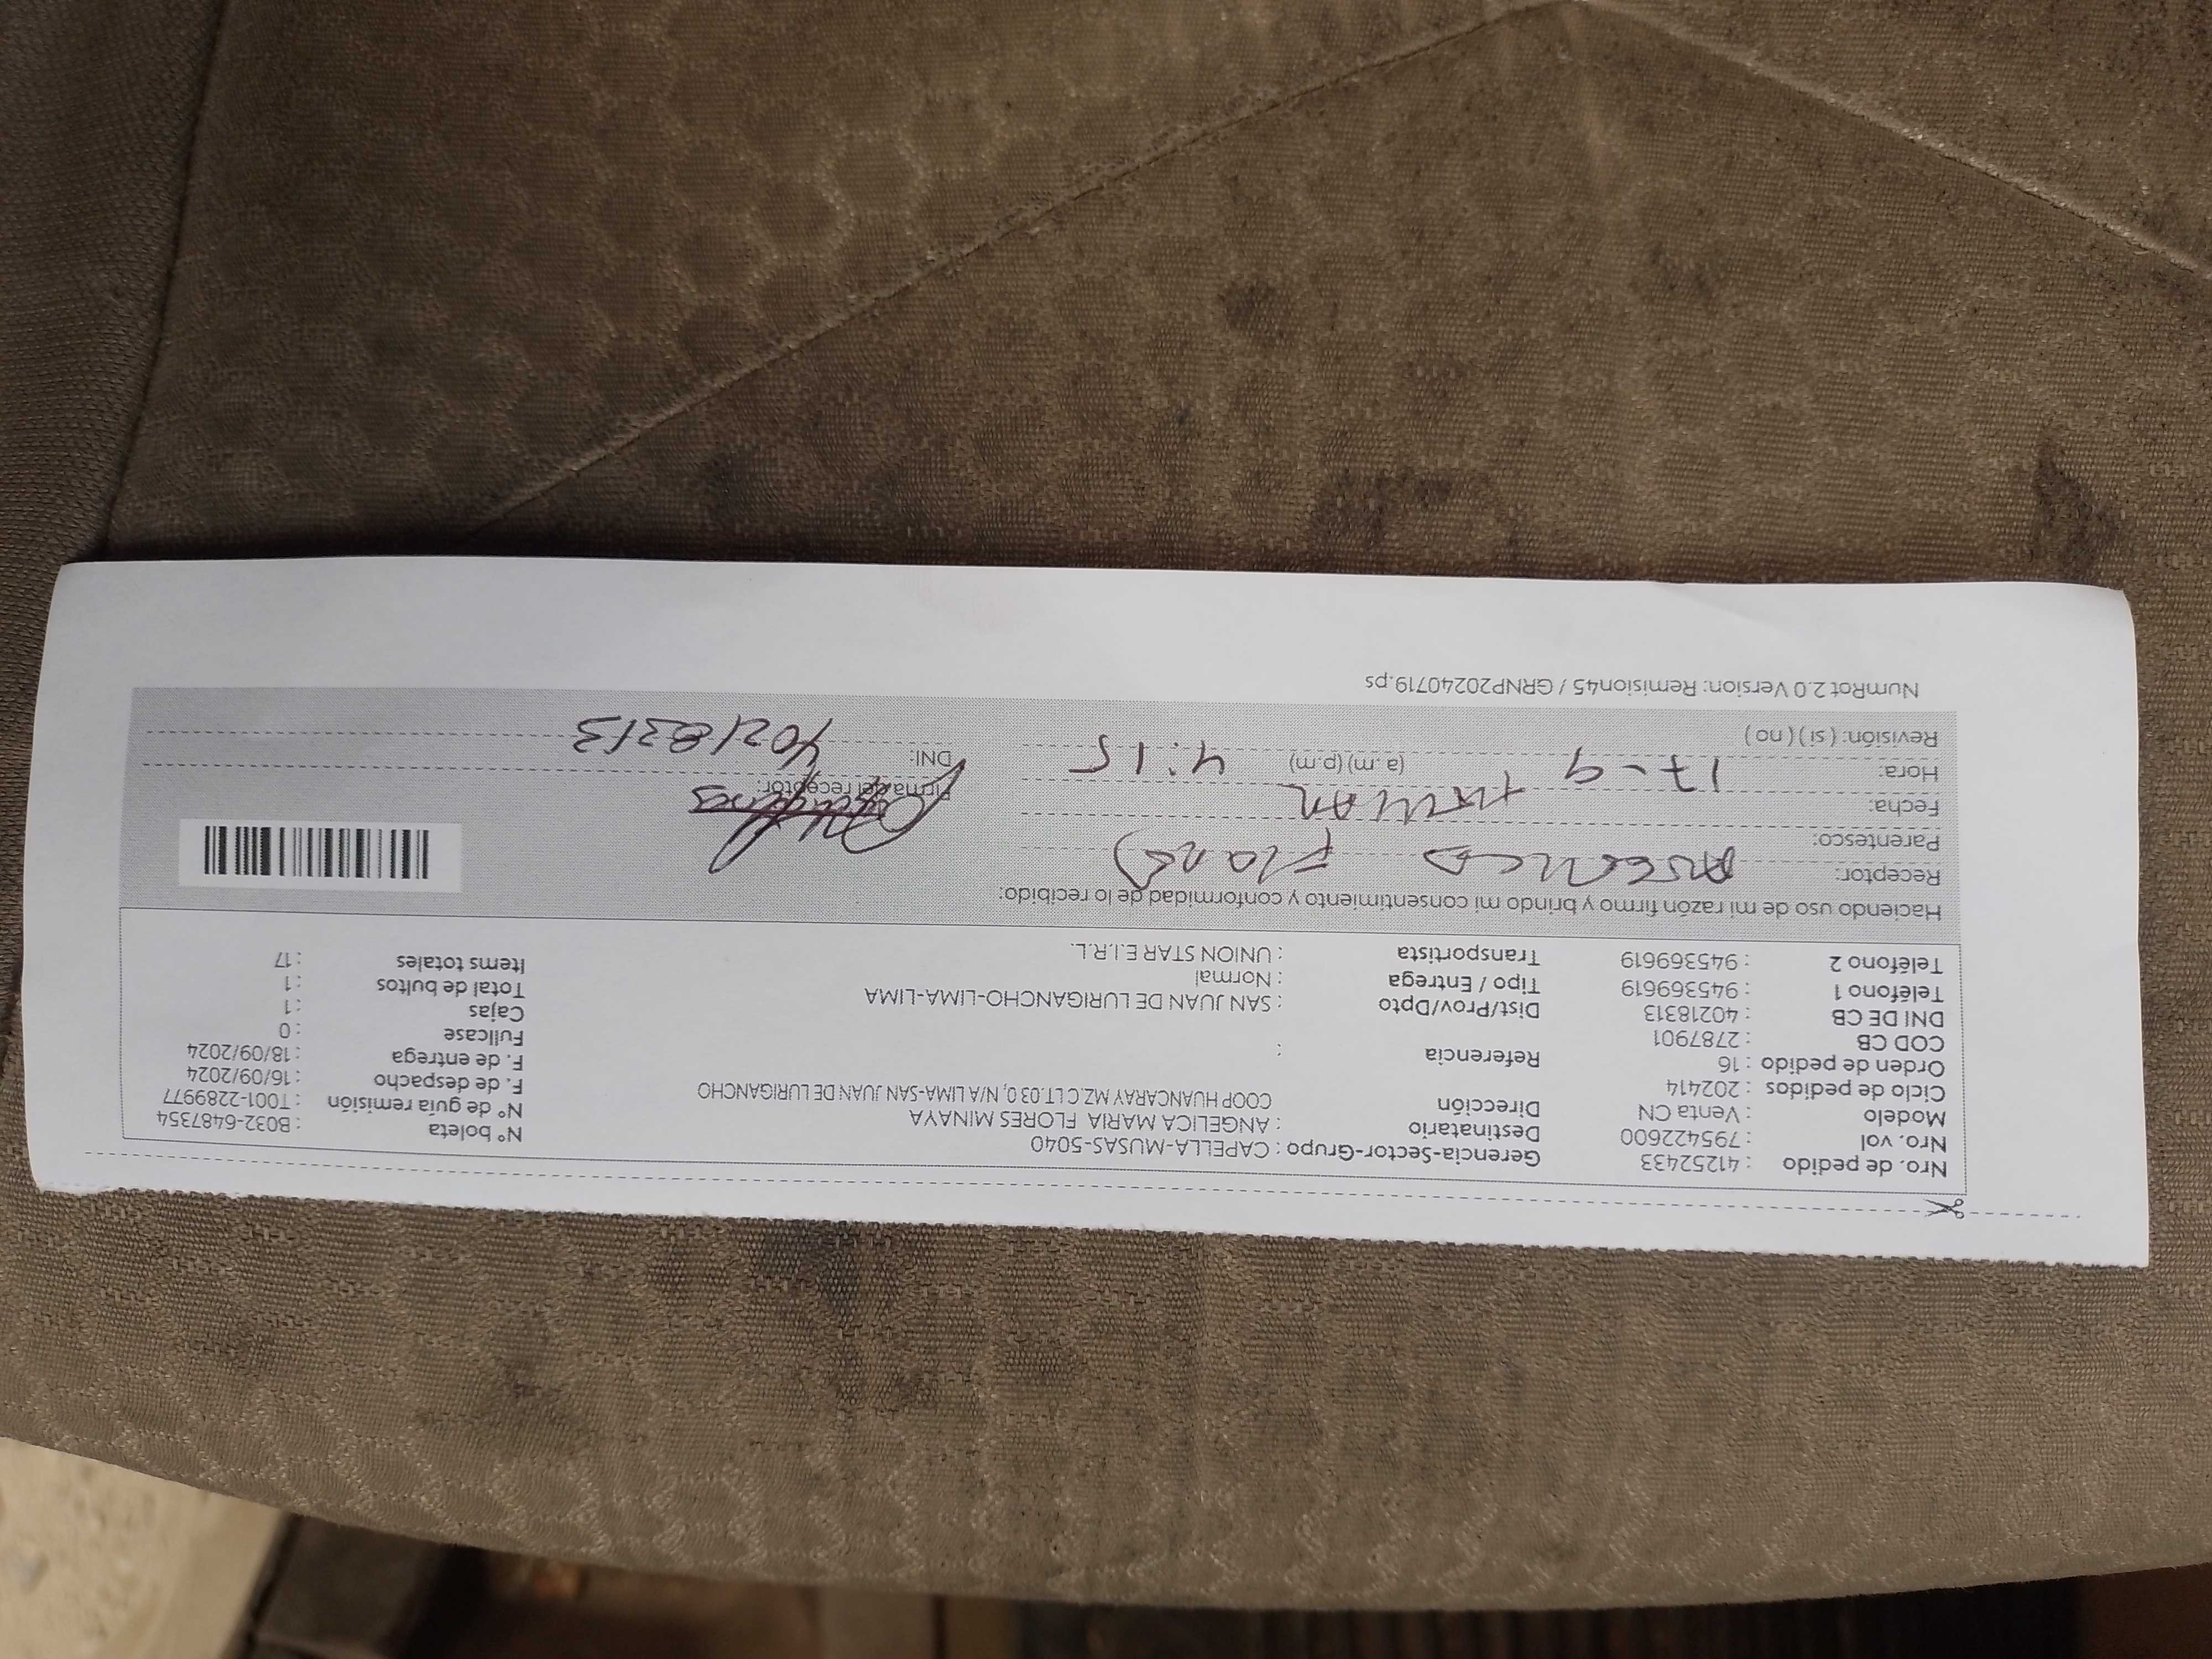 Nro. de pedido : 41252433 Gerencia-Sector-Grupo : CAPELLA-MUSAS-5040 N° boleta : B032-6487354
Nro. vol : 795422600 Destinatario : ANGELICA MARIA FLORES MINAYA N° de guía remisión : T001-2289977
Modelo : Venta CN Dirección COOP HUANCARAY MZ.C LT.03 0, N/A LIMA-SAN JUAN DE LURIGANCHO F. de despacho : 16/09/2024
Ciclo de pedidos : 202414 F. de entrega : 18/09/2024
Orden de pedido : 16 Referencia : Fullcase : 0
COD CB : 2787901 Cajas : 1
DNI DE CB : 40218313 Dist/Prov/Dpto : SAN JUAN DE LURIGANCHO-LIMA-LIMA Total de bultos : 1
Teléfono 1 : 945369619 Tipo / Entrega : Normal Items totales : 17
Teléfono 2 : 945369619 Transportista : UNION STAR E.I.R.L.
Haciendo uso de mi razón firmo y brindo mi consentimiento y conformidad de lo recibido:
Receptor:
Parentesco:
Fecha: Firma del receptor:
Hora: 17-9 (a.m) (p.m) 4:15 DNI: 40218313
Revisión: ( si ) ( no )
NumRot 2.0 Version: Remision45 / GRNP20240719.ps